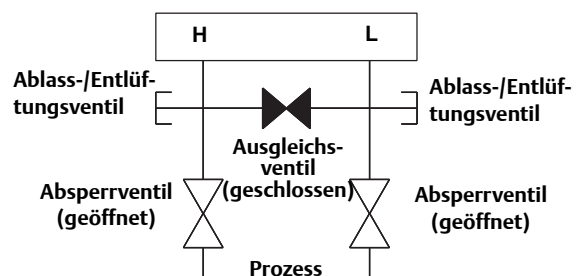 H
L
Ablass-/Entlüf-
tungsventil
Ablass-/Entlüf-
tungsventil
Ausgleichs-
ventil
(geschlossen)
Absperrventil
(geöffnet)
Absperrventil
(geöffnet)
Prozess